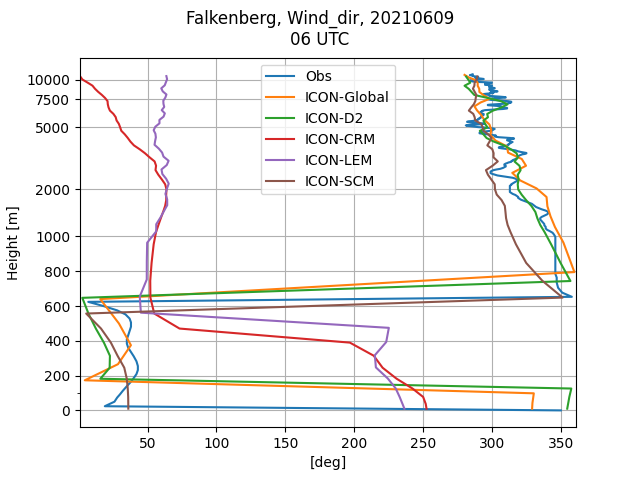 Falkenberg, Wind_dir, 20210609
06 UTC
Obs
ICON-Global
ICON-D2
ICON-CRM
ICON-LEM
ICON-SCM
10000
7500
5000
2000
1000
800
600
400
200
0
Height [m]
50 100 150 200 250 300 350
[deg]